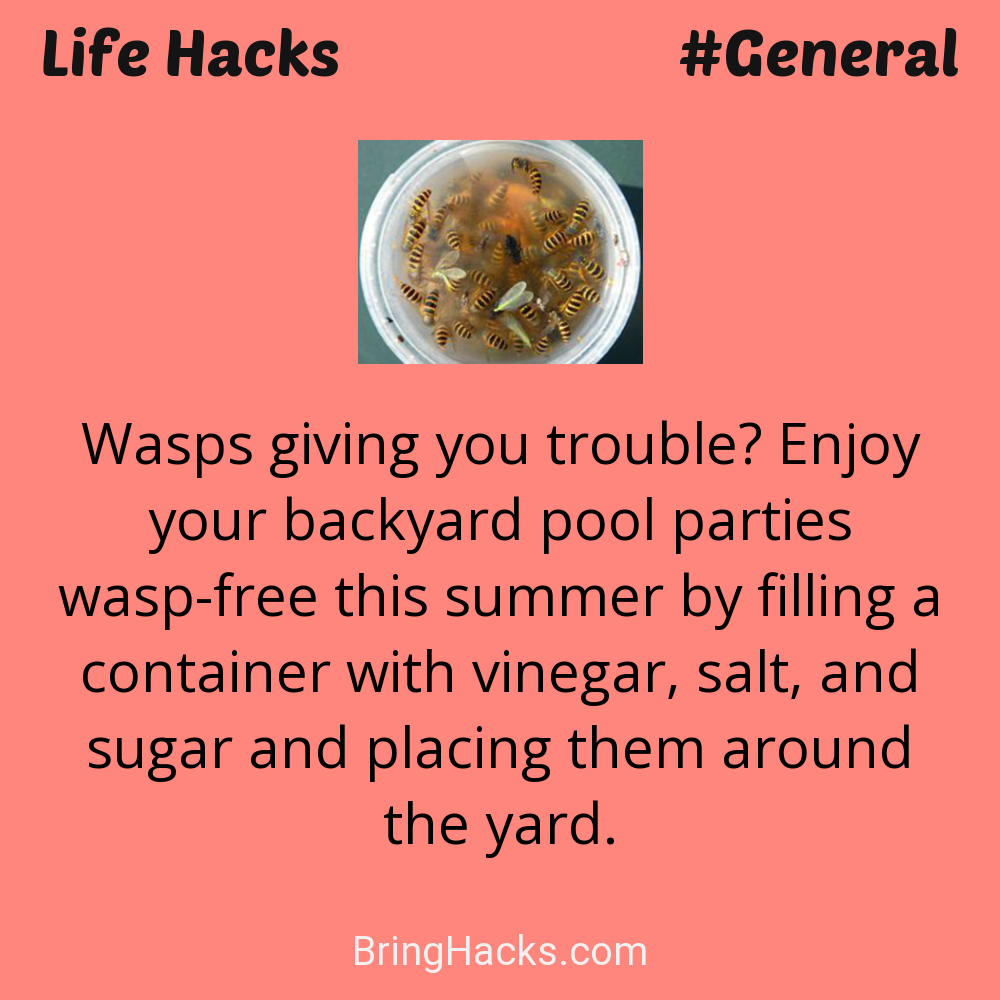 Life Hacks
#General
Wasps giving you trouble? Enjoy
your backyard pool parties
wasp-free this summer by filling a
container with vinegar, salt, and
sugar and placing them around
the yard.
BringHacks.com